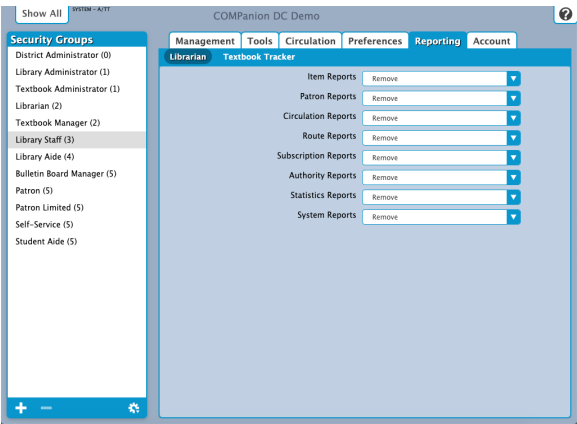 Show All
SYSTEM – A/TT
COMPanion DC Demo
?
Security Groups
District Administrator (0)
Library Administrator (1)
Textbook Administrator (1)
Librarian (2)
Textbook Manager (2)
Library Staff (3)
Library Aide (4)
Bulletin Board Manager (5)
Patron (5)
Patron Limited (5)
Self-Service (5)
Student Aide (5)
Management Tools Circulation Preferences Reporting Account
Librarian Textbook Tracker
Item Reports Remove
Patron Reports Remove
Circulation Reports Remove
Route Reports Remove
Subscription Reports Remove
Authority Reports Remove
Statistics Reports Remove
System Reports Remove